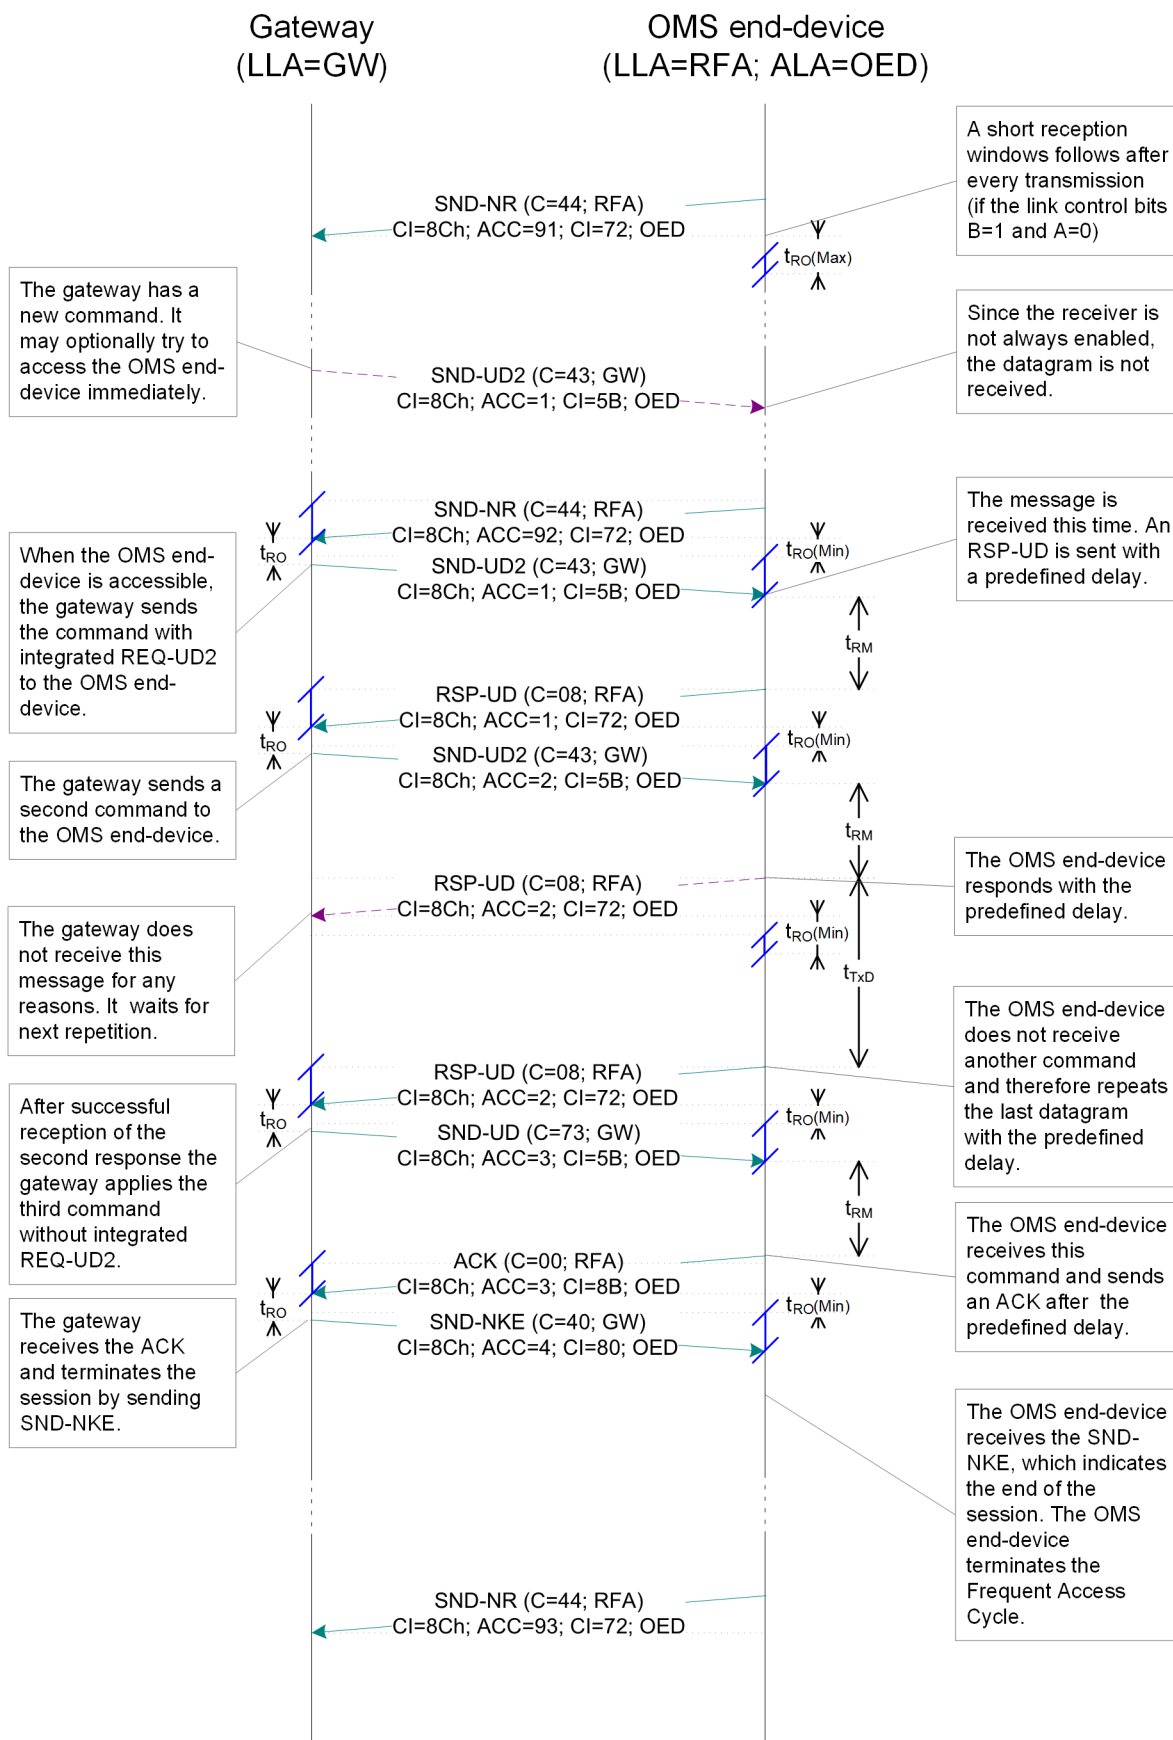 Gateway
(LLA=GW)
OMS end-device
(LLA=RFA; ALA=OED)
A short reception
windows follows after
every transmission
(if the link control bits
B=1 and A=0)
SND-NR (C=44; RFA)
CI=8Ch; ACC=91; CI=72; OED
tRO(Max)
The gateway has a
new command. It
may optionally try to
access the OMS end-
device immediately.
Since the receiver is
not always enabled,
the datagram is not
received.
SND-UD2 (C=43; GW)
CI=8Ch; ACC=1; CI=5B; OED
SND-NR (C=44; RFA)
CI=8Ch; ACC=92; CI=72; OED
tRO
tRO(Min)
The message is
received this time. An
RSP-UD is sent with
a predefined delay.
When the OMS end-
device is accessible,
the gateway sends
the command with
integrated REQ-UD2
to the OMS end-
device.
SND-UD2 (C=43; GW)
CI=8Ch; ACC=1; CI=5B; OED
tRM
RSP-UD (C=08; RFA)
CI=8Ch; ACC=1; CI=72; OED
tRO
tRO(Min)
SND-UD2 (C=43; GW)
CI=8Ch; ACC=2; CI=5B; OED
The gateway sends a
second command to
the OMS end-device.
tRM
RSP-UD (C=08; RFA)
CI=8Ch; ACC=2; CI=72; OED
The OMS end-device
responds with the
predefined delay.
The gateway does
not receive this
message for any
reasons. It waits for
next repetition.
tRO(Min)
tTxD
The OMS end-device
does not receive
another command
and therefore repeats
the last datagram
with the predefined
delay.
RSP-UD (C=08; RFA)
CI=8Ch; ACC=2; CI=72; OED
tRO
tRO(Min)
After successful
reception of the
second response the
gateway applies the
third command
without integrated
REQ-UD2.
SND-UD (C=73; GW)
CI=8Ch; ACC=3; CI=5B; OED
tRM
The OMS end-device
receives this
command and sends
an ACK after the
predefined delay.
ACK (C=00; RFA)
CI=8Ch; ACC=3; CI=8B; OED
tRO
tRO(Min)
The gateway
receives the ACK
and terminates the
session by sending
SND-NKE.
SND-NKE (C=40; GW)
CI=8Ch; ACC=4; CI=80; OED
The OMS end-device
receives the SND-
NKE, which indicates
the end of the
session. The OMS
end-device
terminates the
Frequent Access
Cycle.
SND-NR (C=44; RFA)
CI=8Ch; ACC=93; CI=72; OED